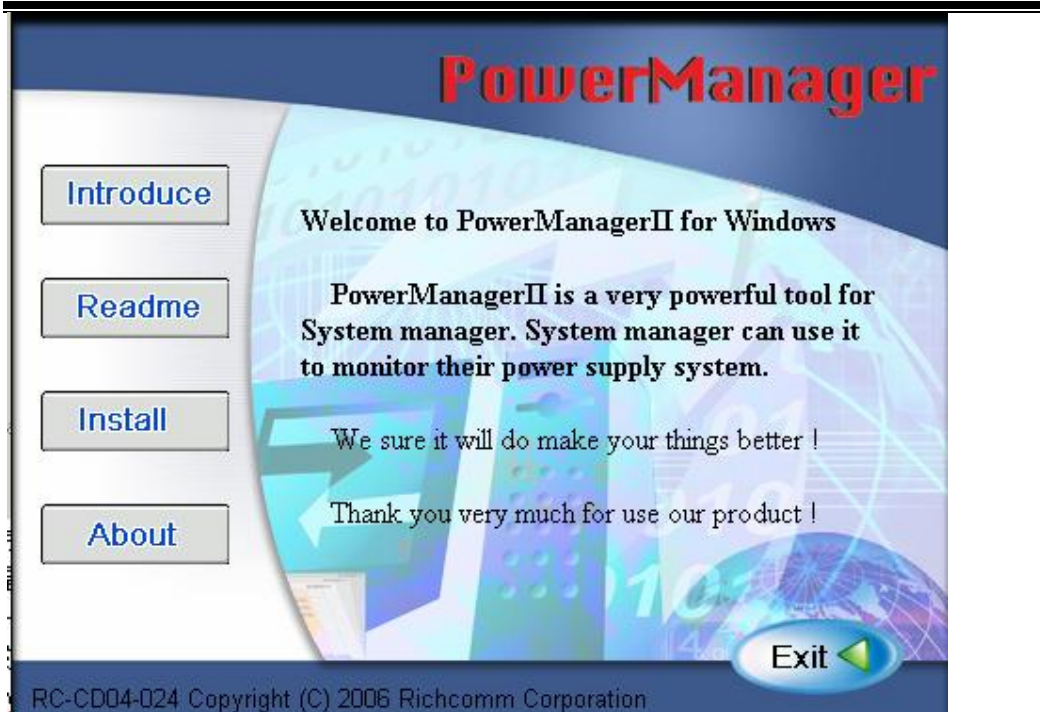 PowerManager
Introduce
Readme
Install
About
Welcome to PowerManagerII for Windows
PowerManagerII is a very powerful tool for
System manager. System manager can use it
to monitor their power supply system.
We sure it will do make your things better !
Thank you very much for use our product !
Exit
RC-CD04-024 Copyright (C) 2006 Richcomm Corporation